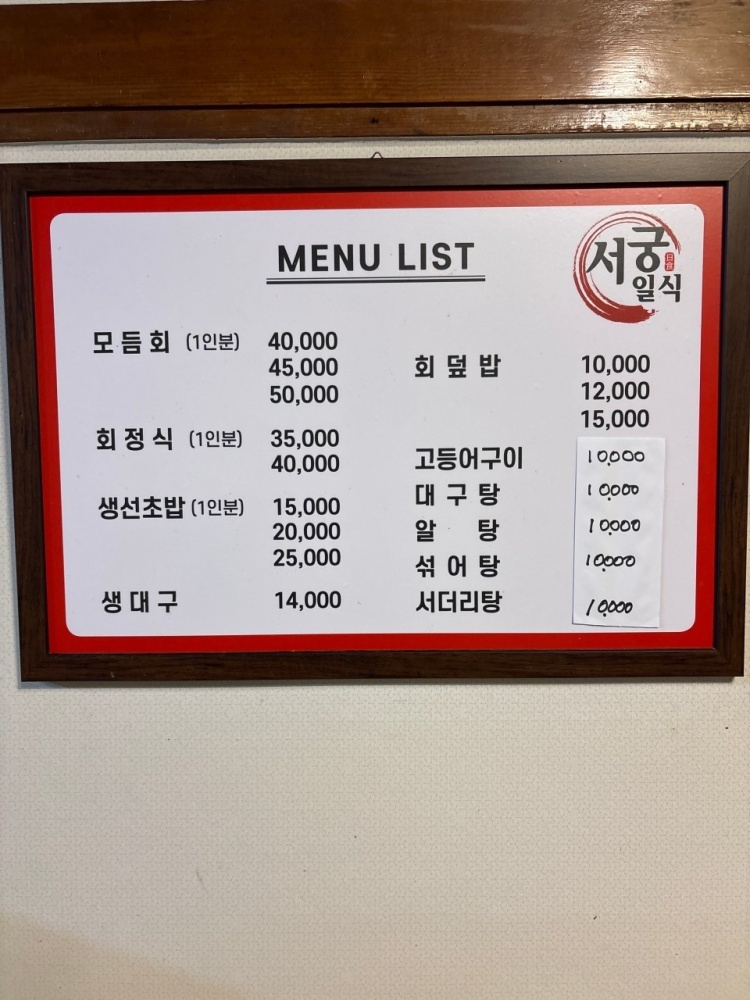 MENU LIST
서궁
日食
일식
모듬회 (1인분) 40,000
45,000
50,000
회정식 (1인분) 35,000
40,000
생선초밥 (1인분) 15,000
20,000
25,000
생대구 14,000
회덮밥 10,000
12,000
15,000
고등어구이 10,000
대구탕 10,000
알탕 10,000
섞어탕 10,000
서더리탕 10,000